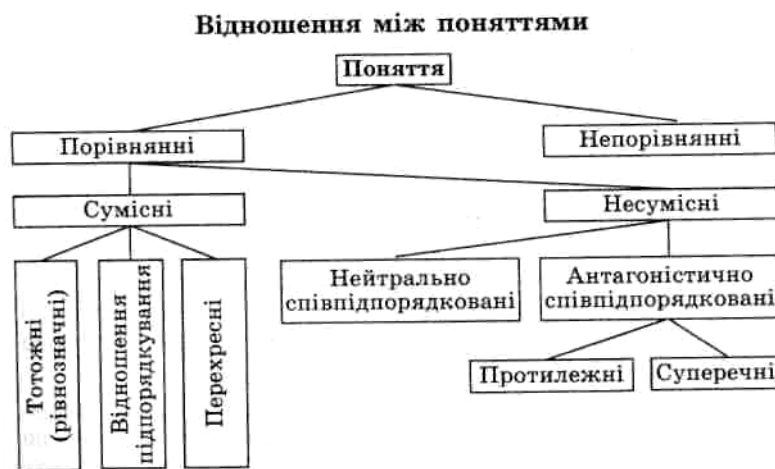 Відношення між поняттями
Поняття
Порівнянні
Непорівнянні
Сумісні
Несумісні
Тотожні
(рівнозначні)
Відношення
підпорядкування
Перехресні
Нейтрально
співпідпорядковані
Антагоністично
співпідпорядковані
Протилежні
Суперечні